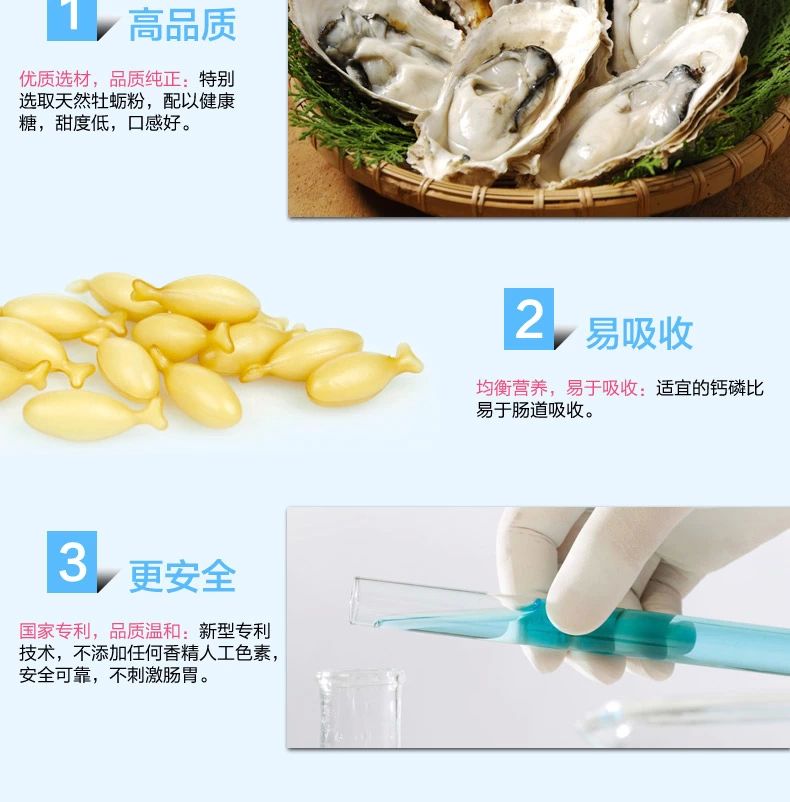 1
高品质
优质选材，品质纯正：特别
选取天然牡蛎粉，配以健康
糖，甜度低，口感好。
2
易吸收
均衡营养，易于吸收：适宜的钙磷比
易于肠道吸收。
3
更安全
国家专利，品质温和：新型专利
技术，不添加任何香精人工色素，
安全可靠，不刺激肠胃。